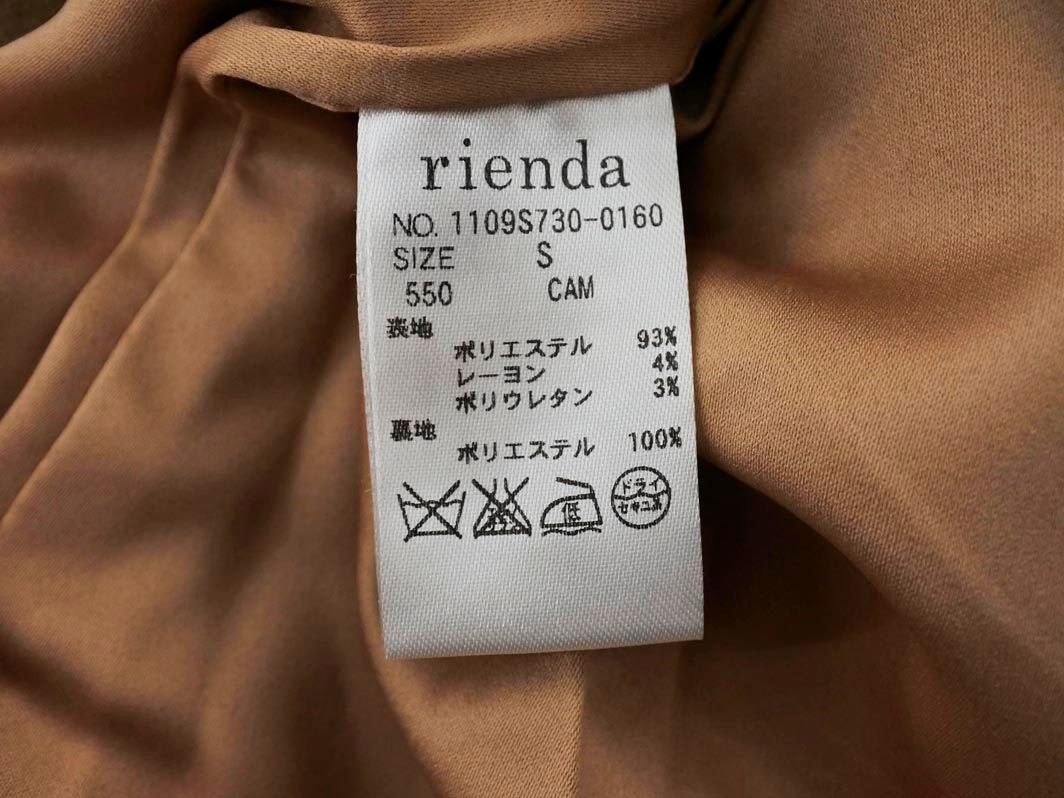 rienda
NO. 1109S730-0160
SIZE S
550 CAM
表地
ポリエステル 93%
レーヨン 4%
ポリウレタン 3%
裏地
ポリエステル 100%
低 ドライ
セキユ系